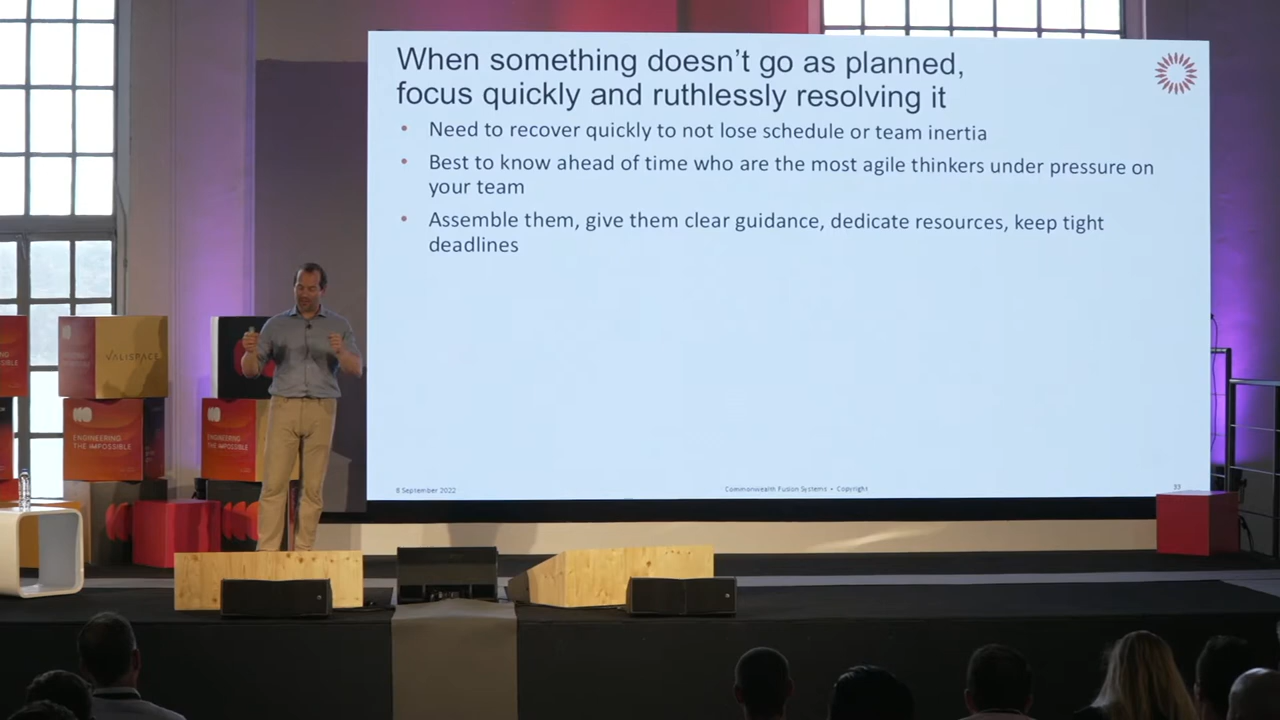 When something doesn't go as planned,
focus quickly and ruthlessly resolving it
• Need to recover quickly to not lose schedule or team inertia
• Best to know ahead of time who are the most agile thinkers under pressure on
your team
• Assemble them, give them clear guidance, dedicate resources, keep tight
deadlines
8 September 2022
Commonwealth Fusion Systems • Copyright
33
VALISPACE
ENGINEERING
THE IMPOSSIBLE
ENGINEERING
THE IMPOSSIBLE